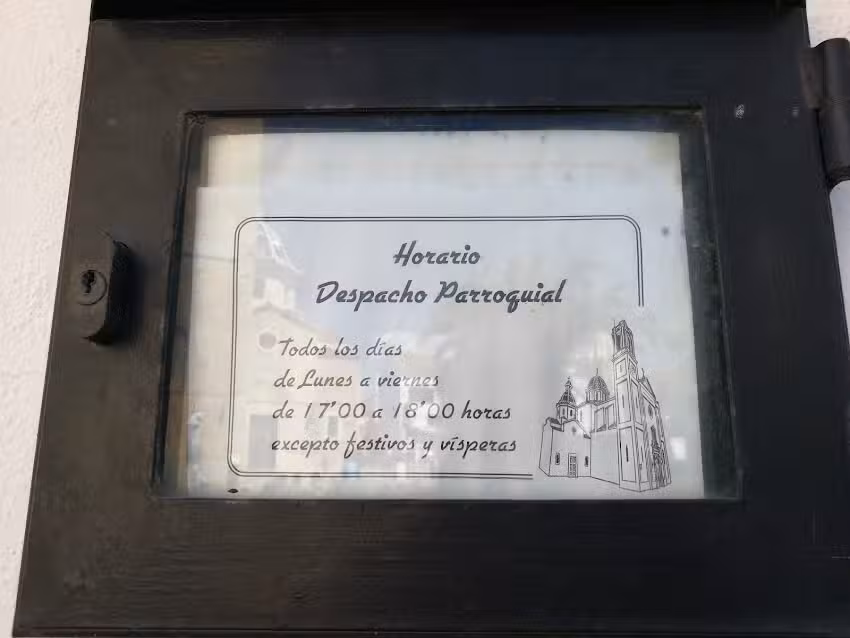 Horario
Despacho Parroquial
Todos los días
de Lunes a viernes
de 17'00 a 18'00 horas
excepto festivos y vísperas